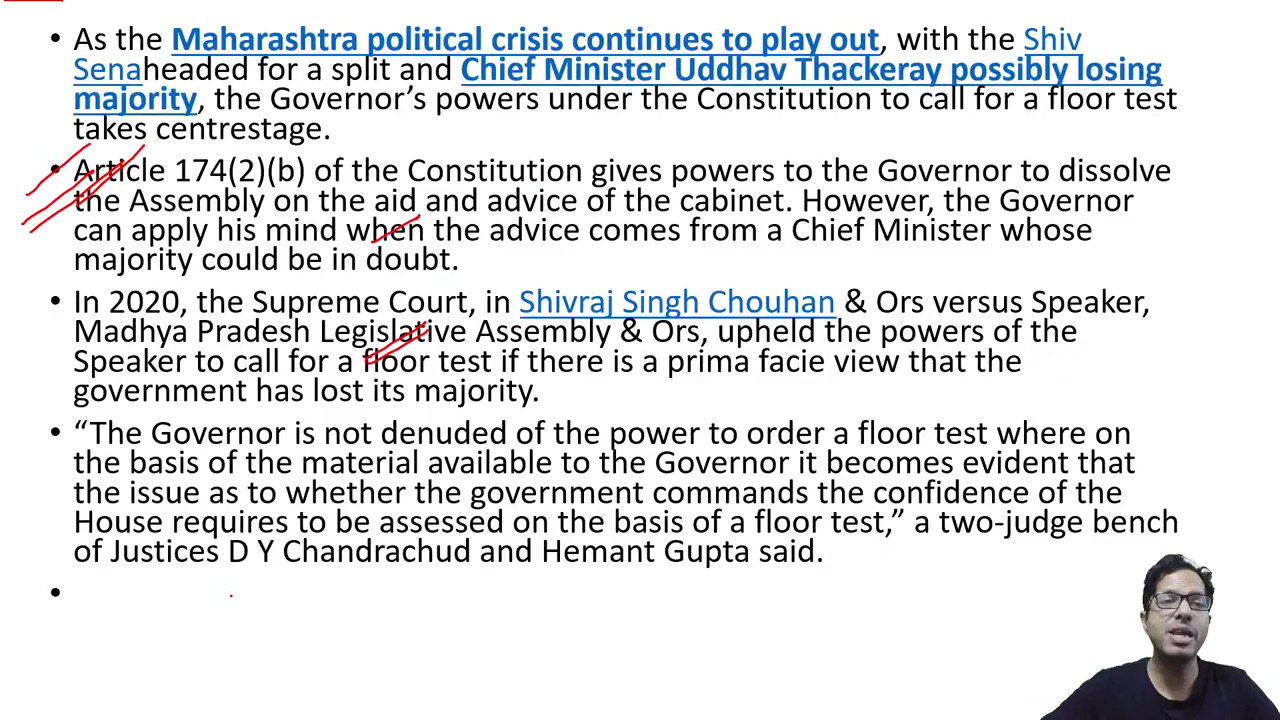 • As the Maharashtra political crisis continues to play out, with the Shiv
Senaheaded for a split and Chief Minister Uddhav Thackeray possibly losing
majority, the Governor’s powers under the Constitution to call for a floor test
takes centrestage.
• Article 174(2)(b) of the Constitution gives powers to the Governor to dissolve
the Assembly on the aid and advice of the cabinet. However, the Governor
can apply his mind when the advice comes from a Chief Minister whose
majority could be in doubt.
• In 2020, the Supreme Court, in Shivraj Singh Chouhan & Ors versus Speaker,
Madhya Pradesh Legislative Assembly & Ors, upheld the powers of the
Speaker to call for a floor test if there is a prima facie view that the
government has lost its majority.
• “The Governor is not denuded of the power to order a floor test where on
the basis of the material available to the Governor it becomes evident that
the issue as to whether the government commands the confidence of the
House requires to be assessed on the basis of a floor test,” a two-judge bench
of Justices D Y Chandrachud and Hemant Gupta said.
•